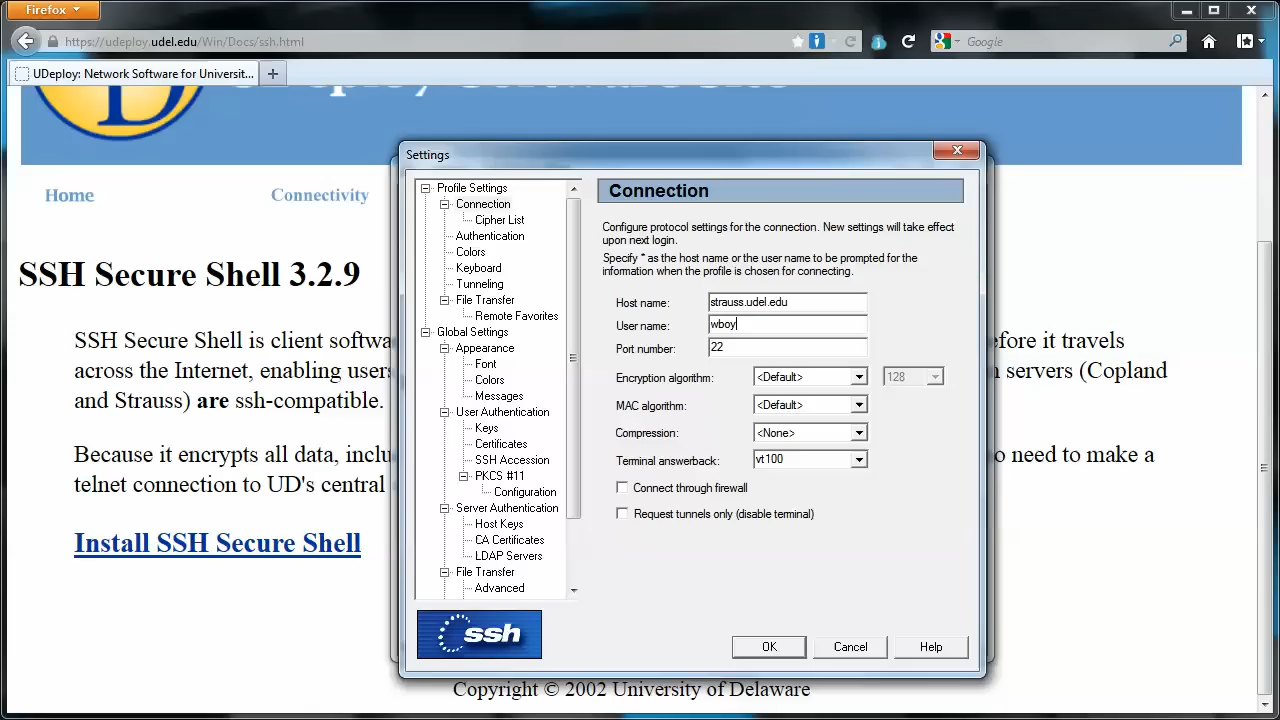 Firefox
https://udeploy.udel.edu/Win/Docs/ssh.html
Google
UDeploy: Network Software for Universit...
UDeploy Software Site
Home
Connectivity
SSH Secure Shell 3.2.9
SSH Secure Shell is client softwa
efore it travels
across the Internet, enabling users
n servers (Copland
and Strauss) are ssh-compatible.
Because it encrypts all data, inclu
o need to make a
telnet connection to UD's central
Install SSH Secure Shell
Copyright © 2002 University of Delaware
Settings
Profile Settings
Connection
Cipher List
Authentication
Colors
Keyboard
Tunneling
File Transfer
Remote Favorites
Global Settings
Appearance
Font
Colors
Messages
User Authentication
Keys
Certificates
SSH Accession
PKCS #11
Configuration
Server Authentication
Host Keys
CA Certificates
LDAP Servers
File Transfer
Advanced
ssh
Connection
Configure protocol settings for the connection. New settings will take effect
upon next login.
Specify * as the host name or the user name to be prompted for the
information when the profile is chosen for connecting.
Host name: strauss.udel.edu
User name: wboy
Port number: 22
Encryption algorithm: <Default> 128
MAC algorithm: <Default>
Compression: <None>
Terminal answerback: vt100
Connect through firewall
Request tunnels only (disable terminal)
OK Cancel Help